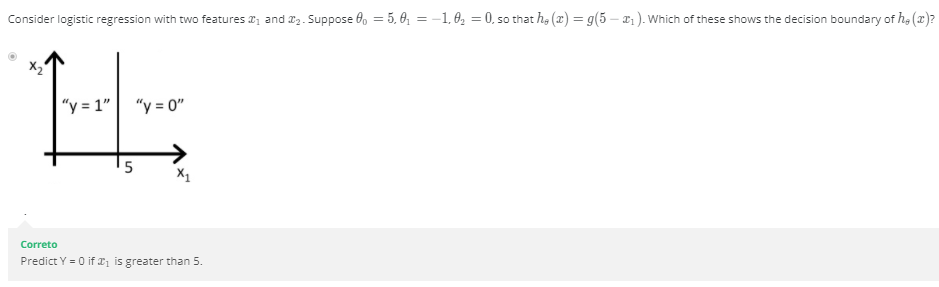 Consider logistic regression with two features x₁ and x₂. Suppose θ₀ = 5, θ₁ = −1, θ₂ = 0, so that h_θ(x) = g(5 − x₁). Which of these shows the decision boundary of h_θ(x)?
x₂
“y = 1” “y = 0”
5
x₁
Correto
Predict Y = 0 if x₁ is greater than 5.